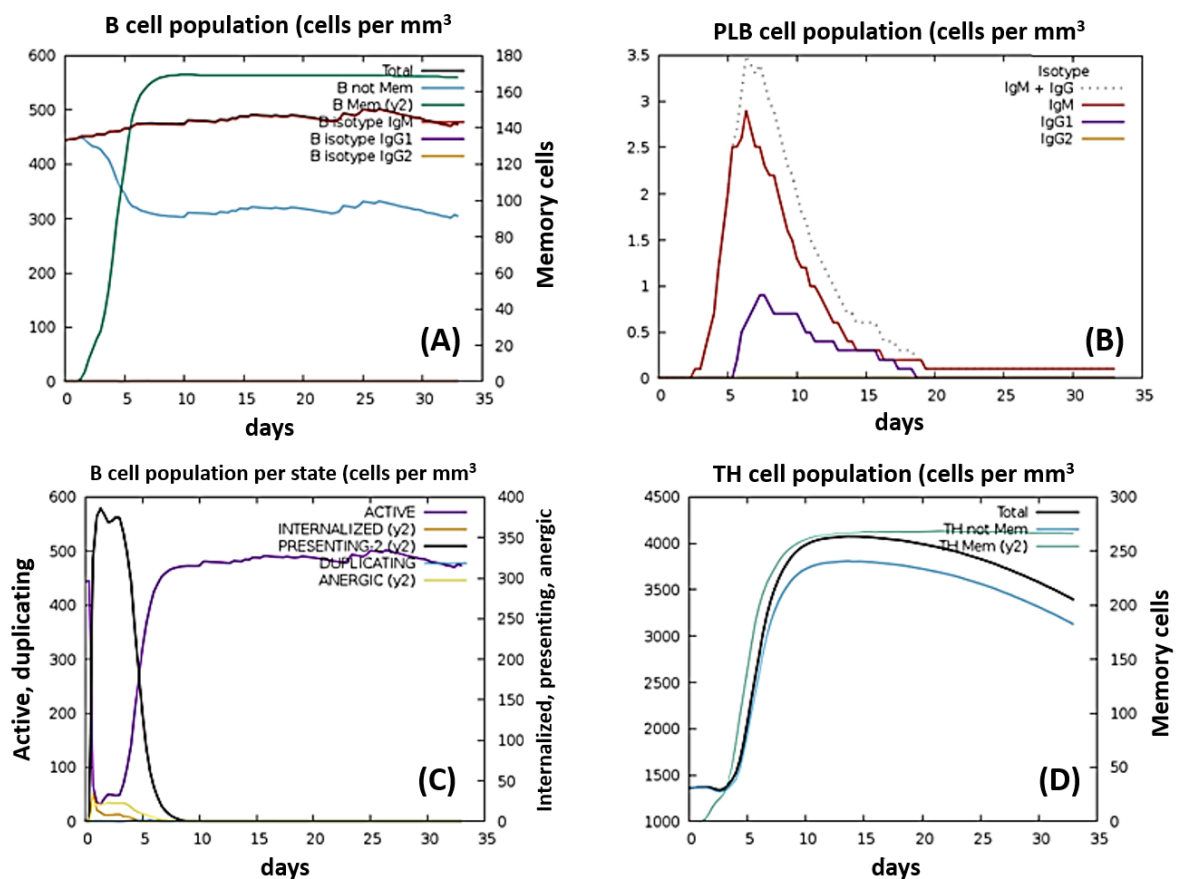 B cell population (cells per mm3
600
500
400
300
200
100
0
180
160
140
120
100
80
60
40
20
0
Memory cells
Total
B not Mem
B Mem (y2)
B isotype IgM
B isotype IgG1
B isotype IgG2
(A)
0 5 10 15 20 25 30 35
days
PLB cell population (cells per mm3
3.5
3
2.5
2
1.5
1
0.5
0
Isotype
IgM + IgG
IgM
IgG1
IgG2
(B)
0 5 10 15 20 25 30 35
days
B cell population per state (cells per mm3
Active, duplicating
600
500
400
300
200
100
0
400
350
300
250
200
150
100
50
0
Internalized, presenting, anergic
ACTIVE
INTERNALIZED (y2)
PRESENTING-2 (y2)
DUPLICATING
ANERGIC (y2)
(C)
0 5 10 15 20 25 30 35
days
TH cell population (cells per mm3
4500
4000
3500
3000
2500
2000
1500
1000
300
250
200
150
100
50
0
Memory cells
Total
TH not Mem
TH Mem (y2)
(D)
0 5 10 15 20 25 30 35
days